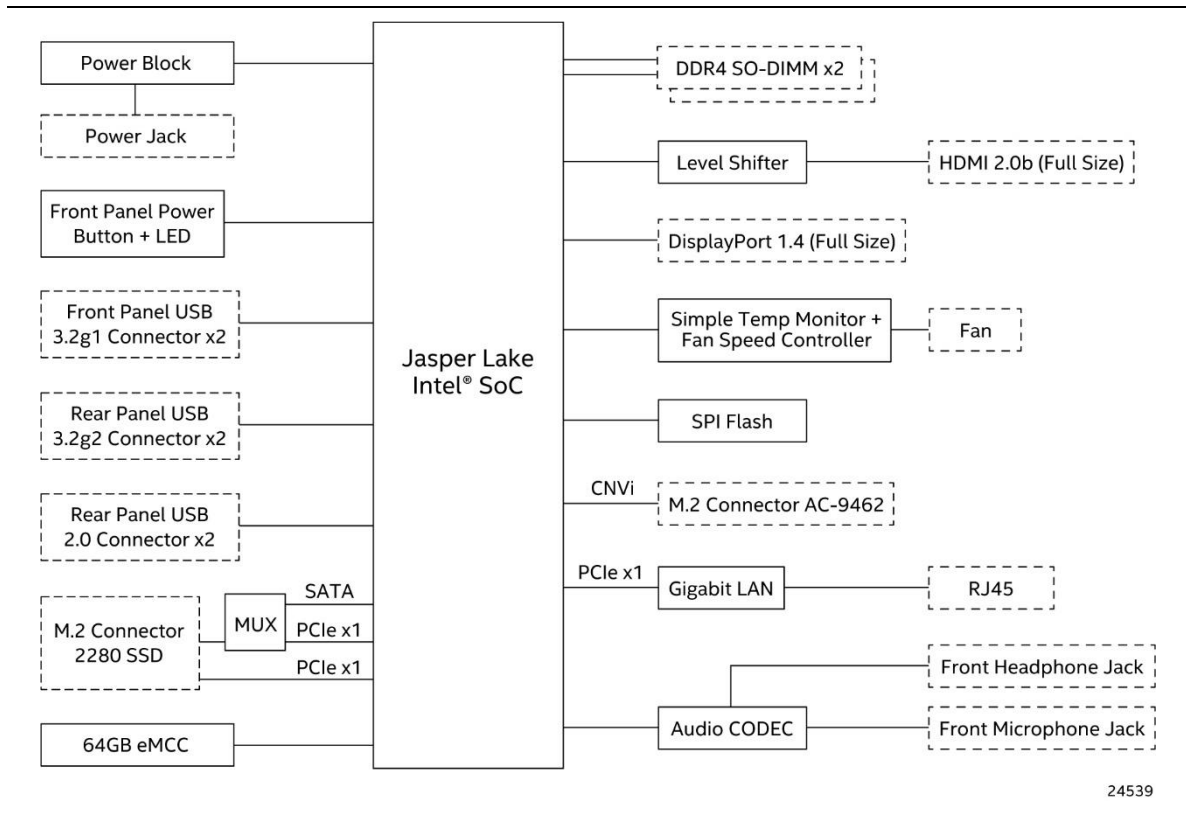 Power Block
Power Jack
Front Panel Power
Button + LED
Front Panel USB
3.2g1 Connector x2
Rear Panel USB
3.2g2 Connector x2
Rear Panel USB
2.0 Connector x2
M.2 Connector
2280 SSD
MUX
SATA
PCIe x1
PCIe x1
64GB eMCC
Jasper Lake
Intel® SoC
DDR4 SO-DIMM x2
Level Shifter
HDMI 2.0b (Full Size)
DisplayPort 1.4 (Full Size)
Simple Temp Monitor +
Fan Speed Controller
Fan
SPI Flash
CNVi
M.2 Connector AC-9462
PCIe x1
Gigabit LAN
RJ45
Front Headphone Jack
Audio CODEC
Front Microphone Jack
24539